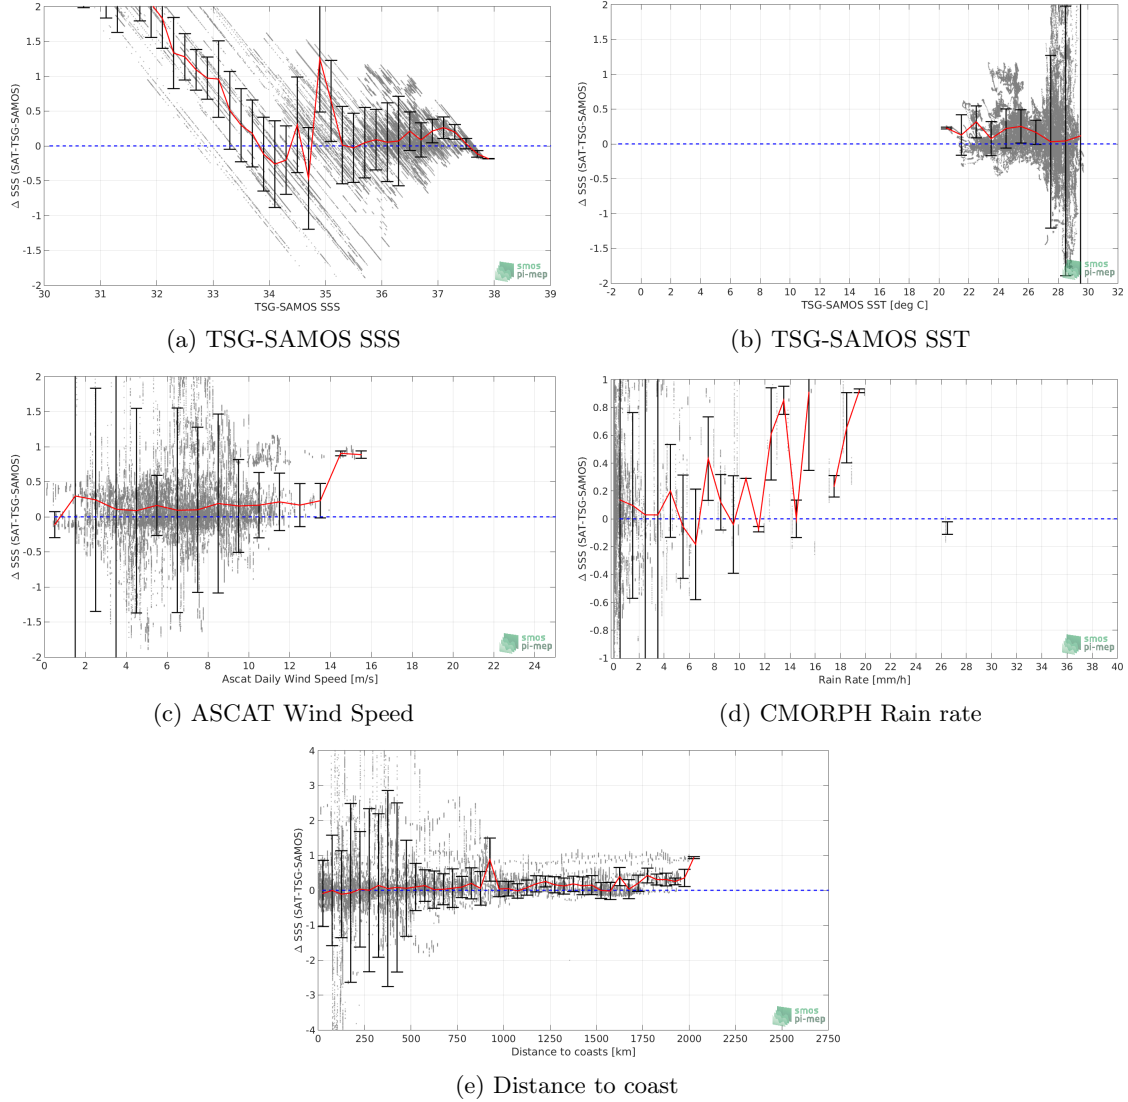 2
1.5
1
0.5
0
-0.5
-1
-1.5
-2
Δ SSS (SAT-TSG-SAMOS)
30 31 32 33 34 35 36 37 38 39
TSG-SAMOS SSS
smos
pi-mep
(a) TSG-SAMOS SSS
2
1.5
1
0.5
0
-0.5
-1
-1.5
-2
Δ SSS (SAT-TSG-SAMOS)
-2 0 2 4 6 8 10 12 14 16 18 20 22 24 26 28 30 32
TSG-SAMOS SST [deg C]
smos
pi-mep
(b) TSG-SAMOS SST
2
1.5
1
0.5
0
-0.5
-1
-1.5
-2
Δ SSS (SAT-TSG-SAMOS)
0 2 4 6 8 10 12 14 16 18 20 22 24
Ascat Daily Wind Speed [m/s]
smos
pi-mep
(c) ASCAT Wind Speed
1
0.8
0.6
0.4
0.2
0
-0.2
-0.4
-0.6
-0.8
-1
Δ SSS (SAT-TSG-SAMOS)
0 2 4 6 8 10 12 14 16 18 20 22 24 26 28 30 32 34 36 38 40
Rain Rate [mm/h]
smos
pi-mep
(d) CMORPH Rain rate
4
3
2
1
0
-1
-2
-3
-4
Δ SSS (SAT-TSG-SAMOS)
0 250 500 750 1000 1250 1500 1750 2000 2250 2500 2750
Distance to coasts [km]
smos
pi-mep
(e) Distance to coast